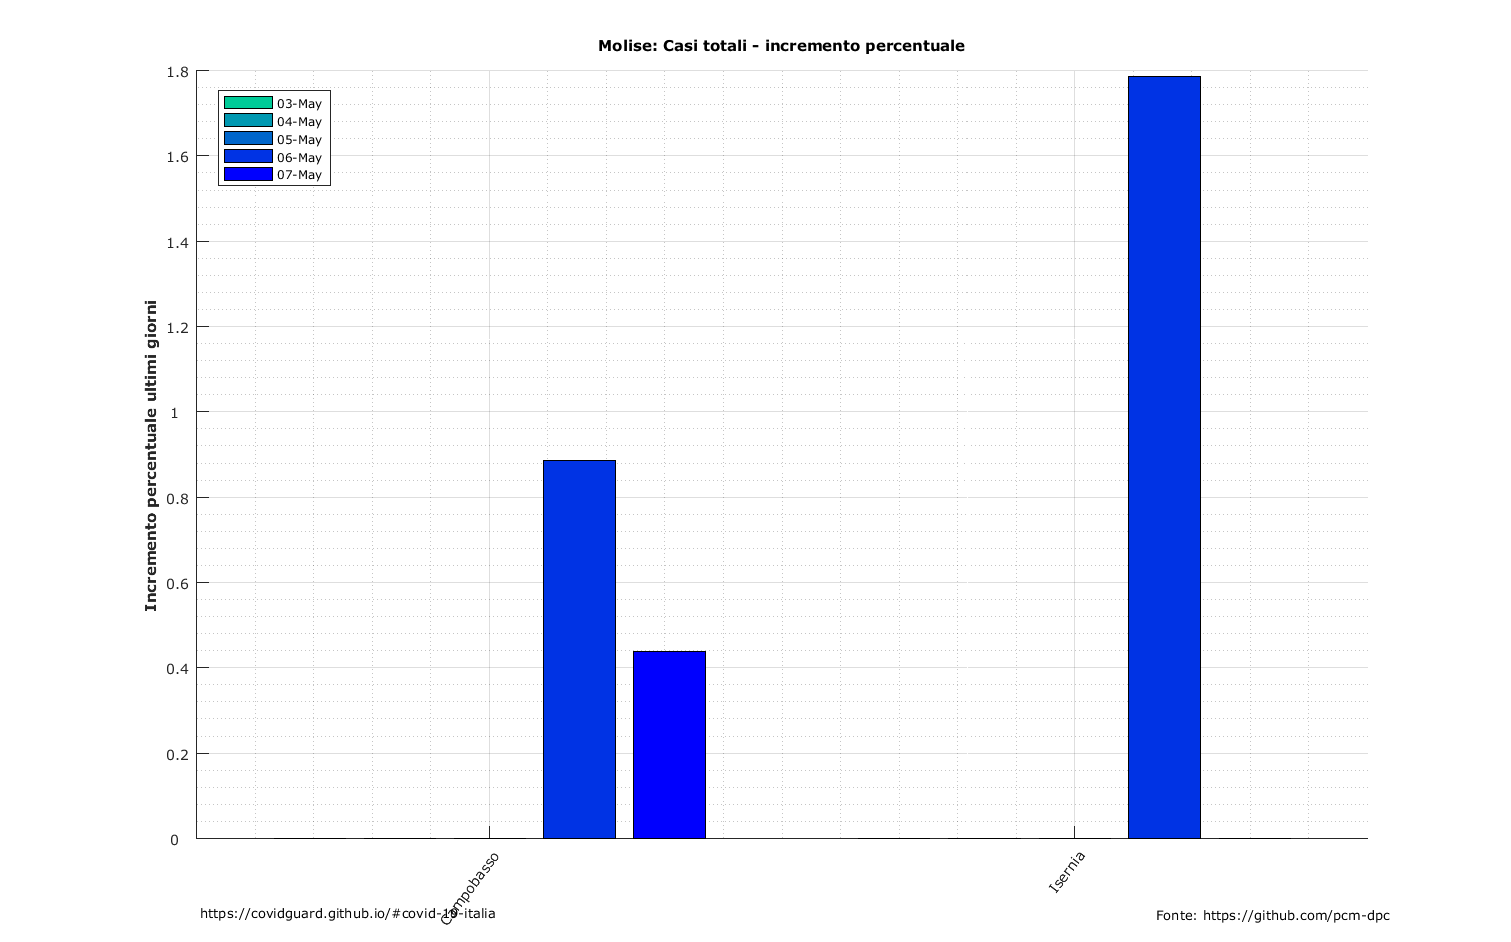 Molise: Casi totali - incremento percentuale
Incremento percentuale ultimi giorni
1.8
1.6
1.4
1.2
1
0.8
0.6
0.4
0.2
0
03-May
04-May
05-May
06-May
07-May
Campobasso
Isernia
https://covidguard.github.io/#covid-19-italia
Fonte: https://github.com/pcm-dpc